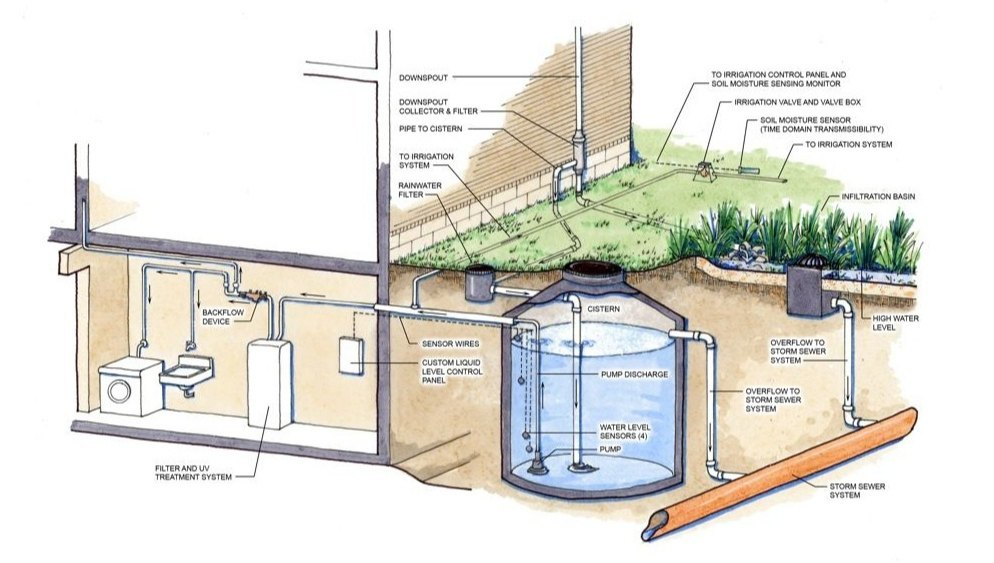 DOWNSPOUT
DOWNSPOUT
COLLECTOR & FILTER
PIPE TO CISTERN
TO IRRIGATION
SYSTEM
RAINWATER
FILTER
TO IRRIGATION CONTROL PANEL AND
SOIL MOISTURE SENSING MONITOR
IRRIGATION VALVE AND VALVE BOX
SOIL MOISTURE SENSOR
(TIME DOMAIN TRANSMISSIBILITY)
TO IRRIGATION SYSTEM
INFILTRATION BASIN
HIGH WATER
LEVEL
OVERFLOW TO
STORM SEWER
SYSTEM
OVERFLOW TO
STORM SEWER
SYSTEM
STORM SEWER
SYSTEM
CISTERN
PUMP DISCHARGE
WATER LEVEL
SENSORS (4)
PUMP
SENSOR WIRES
CUSTOM LIQUID
LEVEL CONTROL
PANEL
BACKFLOW
DEVICE
FILTER AND UV
TREATMENT SYSTEM